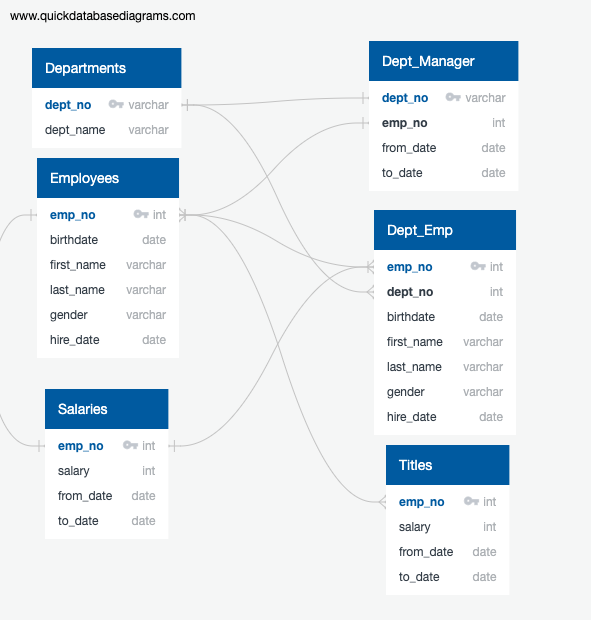 www.quickdatabasediagrams.com
Departments
dept_no varchar
dept_name varchar
Employees
emp_no int
birthdate date
first_name varchar
last_name varchar
gender varchar
hire_date date
Salaries
emp_no int
salary int
from_date date
to_date date
Dept_Manager
dept_no varchar
emp_no int
from_date date
to_date date
Dept_Emp
emp_no int
dept_no int
birthdate date
first_name varchar
last_name varchar
gender varchar
hire_date date
Titles
emp_no int
salary int
from_date date
to_date date